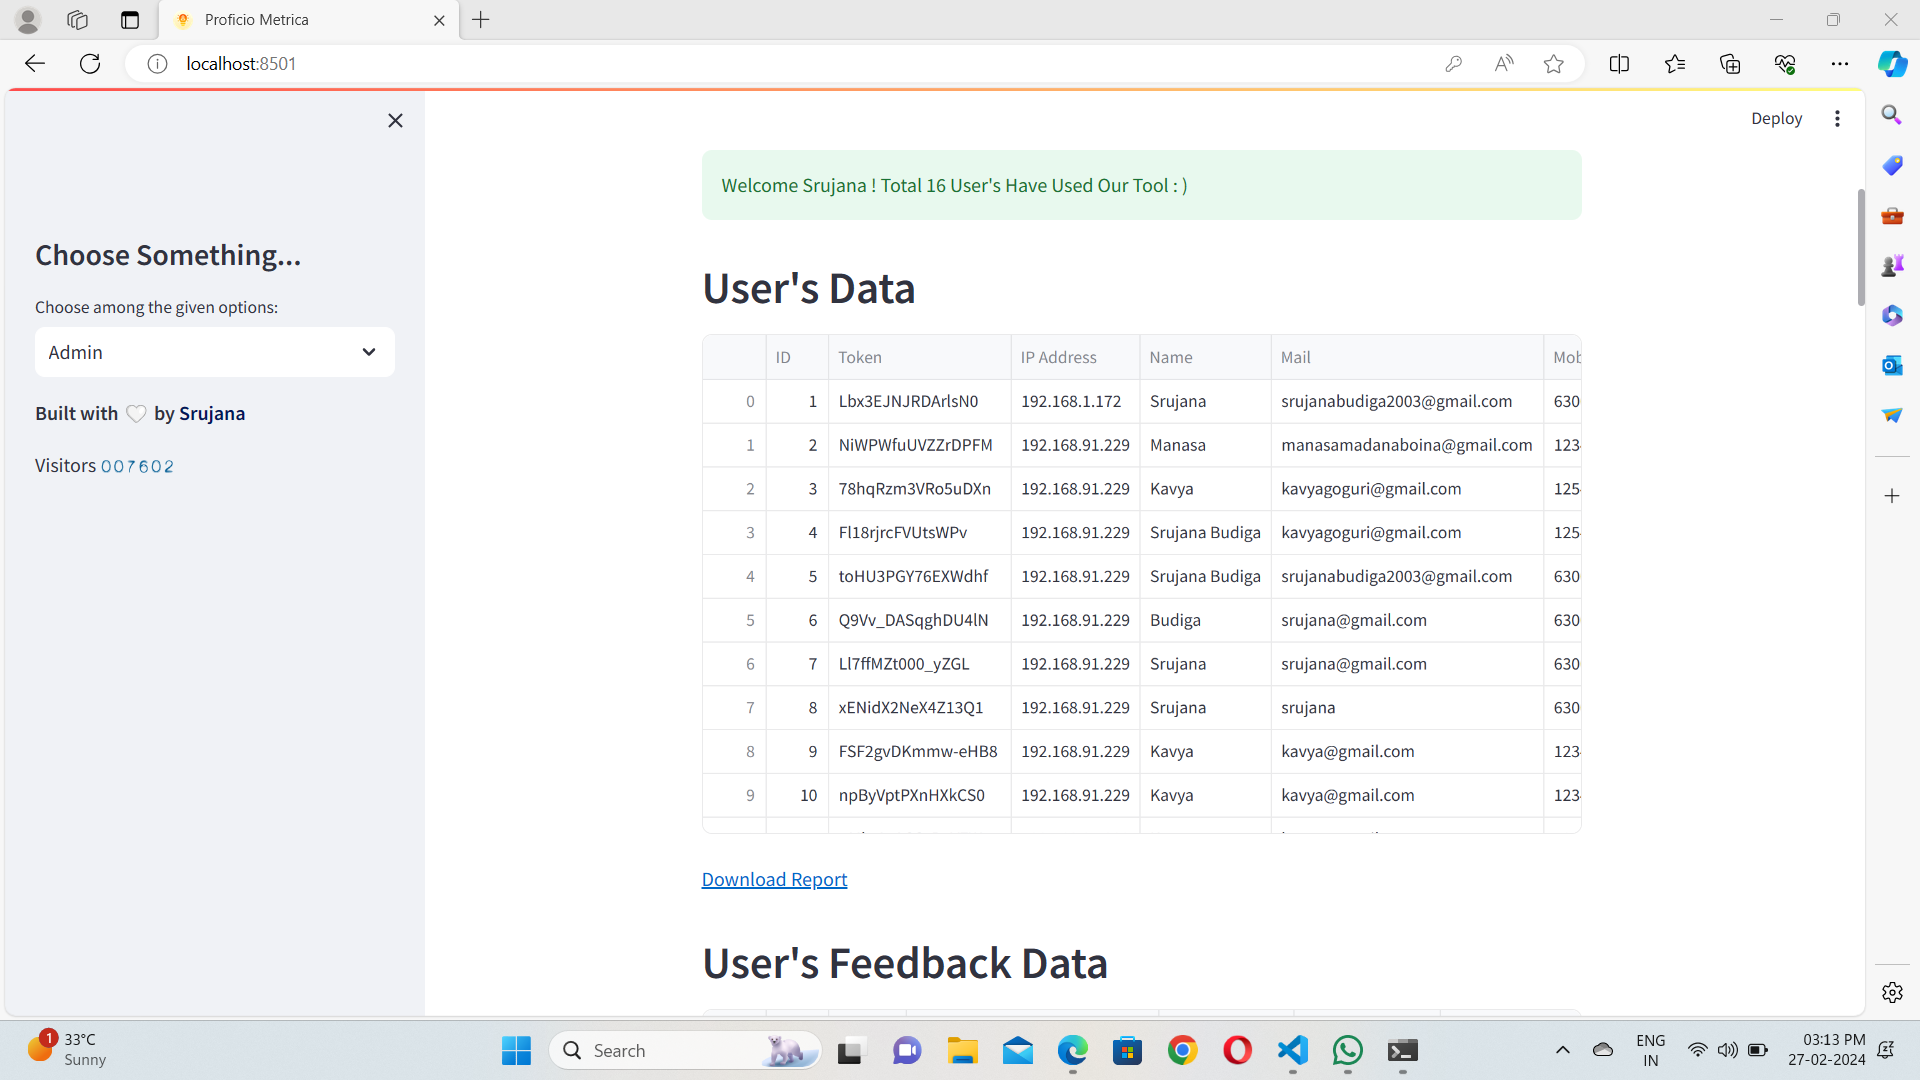 Proficio Metrica
localhost:8501
Deploy
Choose Something...
Choose among the given options:
Admin
Built with by Srujana
Visitors 007602
Welcome Srujana ! Total 16 User's Have Used Our Tool : )
User's Data
ID Token IP Address Name Mail Mob
0 1 Lbx3EJNJRDArlsN0 192.168.1.172 Srujana srujanabudiga2003@gmail.com 630
1 2 NiWPWfuUVZZrDPFM 192.168.91.229 Manasa manasamadanaboina@gmail.com 123
2 3 78hqRzm3VRo5uDXn 192.168.91.229 Kavya kavyagoguri@gmail.com 125
3 4 Fl18rjrcFVUtsWPv 192.168.91.229 Srujana Budiga kavyagoguri@gmail.com 125
4 5 toHU3PGY76EXWdhf 192.168.91.229 Srujana Budiga srujanabudiga2003@gmail.com 630
5 6 Q9Vv_DASqghDU4lN 192.168.91.229 Budiga srujana@gmail.com 630
6 7 Ll7ffMZt000_yZGL 192.168.91.229 Srujana srujana@gmail.com 630
7 8 xENidX2NeX4Z13Q1 192.168.91.229 Srujana srujana 630
8 9 FSF2gvDKmmw-eHB8 192.168.91.229 Kavya kavya@gmail.com 123
9 10 npByVptPXnHXkCS0 192.168.91.229 Kavya kavya@gmail.com 123
Download Report
User's Feedback Data
1
33°C
Sunny
Search
ENG
IN
03:13 PM
27-02-2024